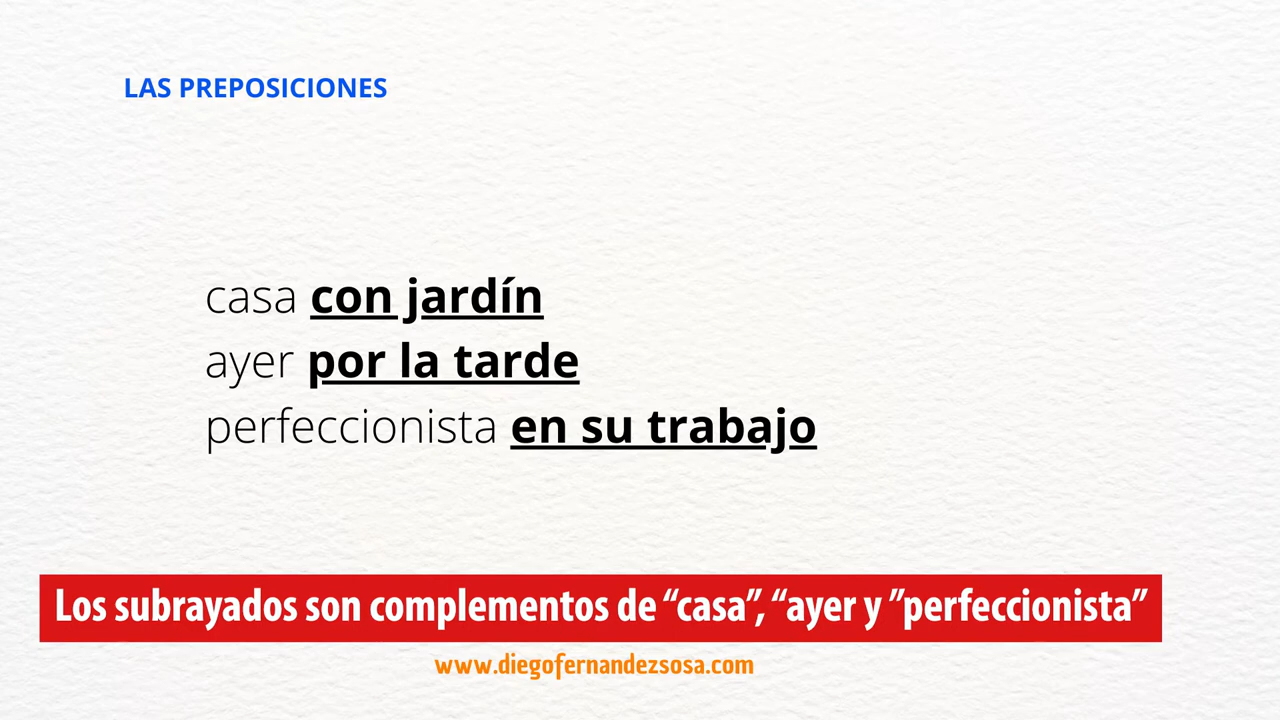 LAS PREPOSICIONES
casa con jardín
ayer por la tarde
perfeccionista en su trabajo
Los subrayados son complementos de “casa”, “ayer y ”perfeccionista”
www.diegofernandezsosa.com